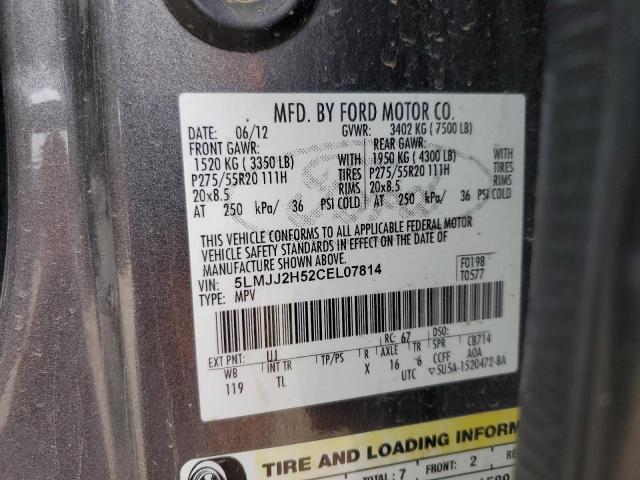 MFD. BY FORD MOTOR CO.
DATE: 06/12 GVWR: 3402 KG ( 7500 LB)
FRONT GAWR: REAR GAWR:
1520 KG ( 3350 LB) WITH 1950 KG ( 4300 LB) WITH
P275/55R20 111H TIRES P275/55R20 111H TIRES
20x8.5 RIMS 20x8.5 RIMS
AT 250 kPa/ 36 PSI COLD AT 250 kPa/ 36 PSI COLD
THIS VEHICLE CONFORMS TO ALL APPLICABLE FEDERAL MOTOR
VEHICLE SAFETY STANDARDS IN EFFECT ON THE DATE OF
MANUFACTURE SHOWN ABOVE.
VIN: 5LMJJ2H52CEL07814 F0198
TYPE: MPV T0577
EXT PNT: UJ RC: 67 DSO:
WB INT TR TP/PS R AXLE TR SPR CB714
119 TL X 16 6 CCFF AOA
UTC ▽5U5A-1520472-BA
TIRE AND LOADING INFORM
TOTAL: 7 FRONT: 2 RE